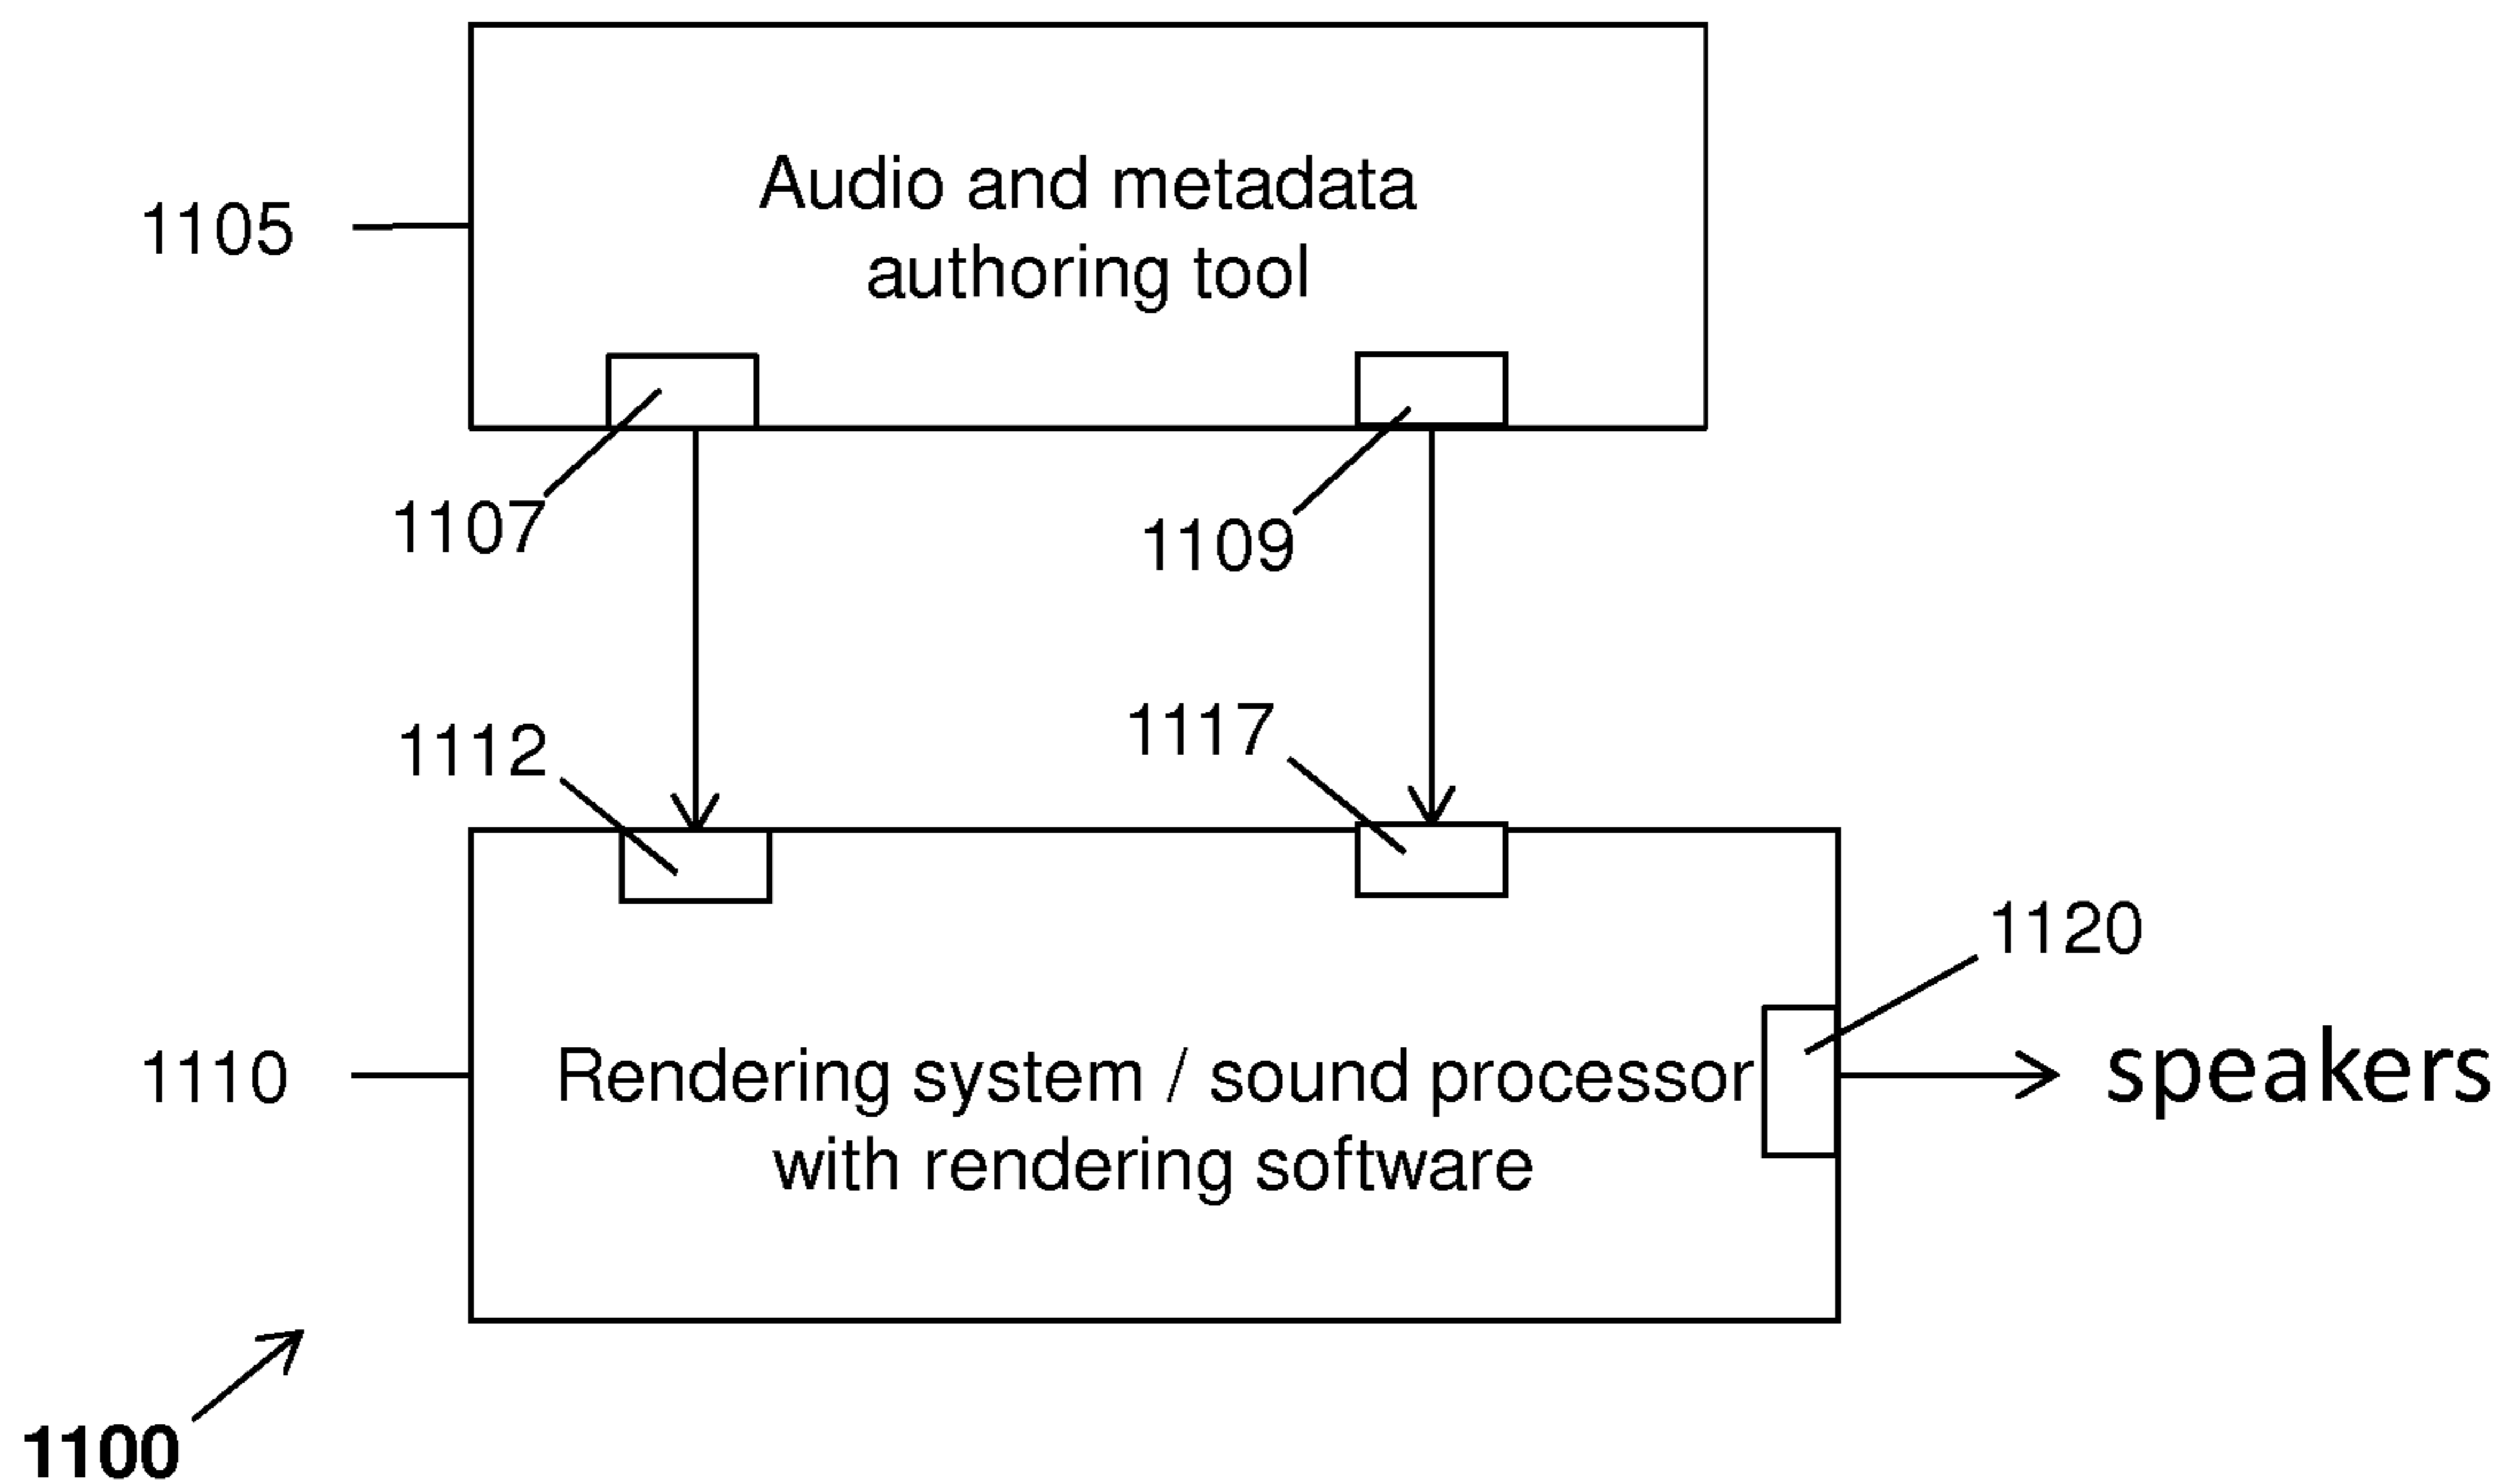 Audio and metadata
authoring tool
1105
1107
1109
1112
1117
1120
1110
Rendering system / sound processor
with rendering software
speakers
1100